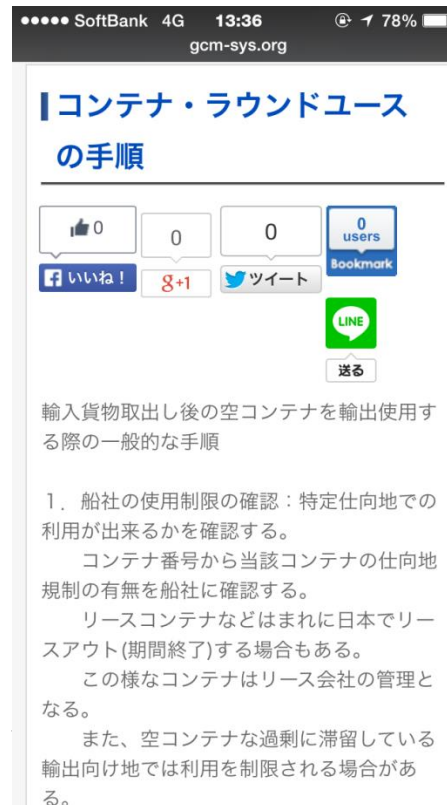 ●●●●● SoftBank 4G 13:36 78%
gcm-sys.org
コンテナ・ラウンドユース
の手順
0
0
0
0
users
いいね！
g+1
ツイート
Bookmark
LINE
送る
輸入貨物取出し後の空コンテナを輸出使用す
る際の一般的な手順
１．船社の使用制限の確認：特定仕向地での
利用が出来るかを確認する。
コンテナ番号から当該コンテナの仕向地
規制の有無を船社に確認する。
リースコンテナなどはまれに日本でリー
スアウト(期間終了)する場合もある。
この様なコンテナはリース会社の管理と
なる。
また、空コンテナな過剰に滞留している
輸出向け地では利用を制限される場合があ
る。